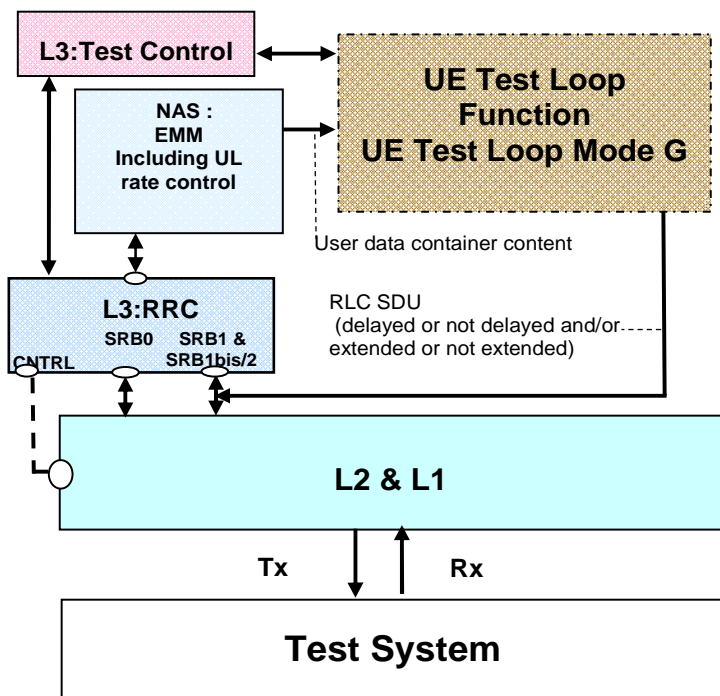 L3:Test Control
UE Test Loop
Function
UE Test Loop Mode G
NAS :
EMM
Including UL
rate control
User data container content
RLC SDU
(delayed or not delayed and/or
extended or not extended)
L3:RRC
SRB0
SRB1 &
SRB1bis/2
CNTRL
L2 & L1
Tx
Rx
Test System